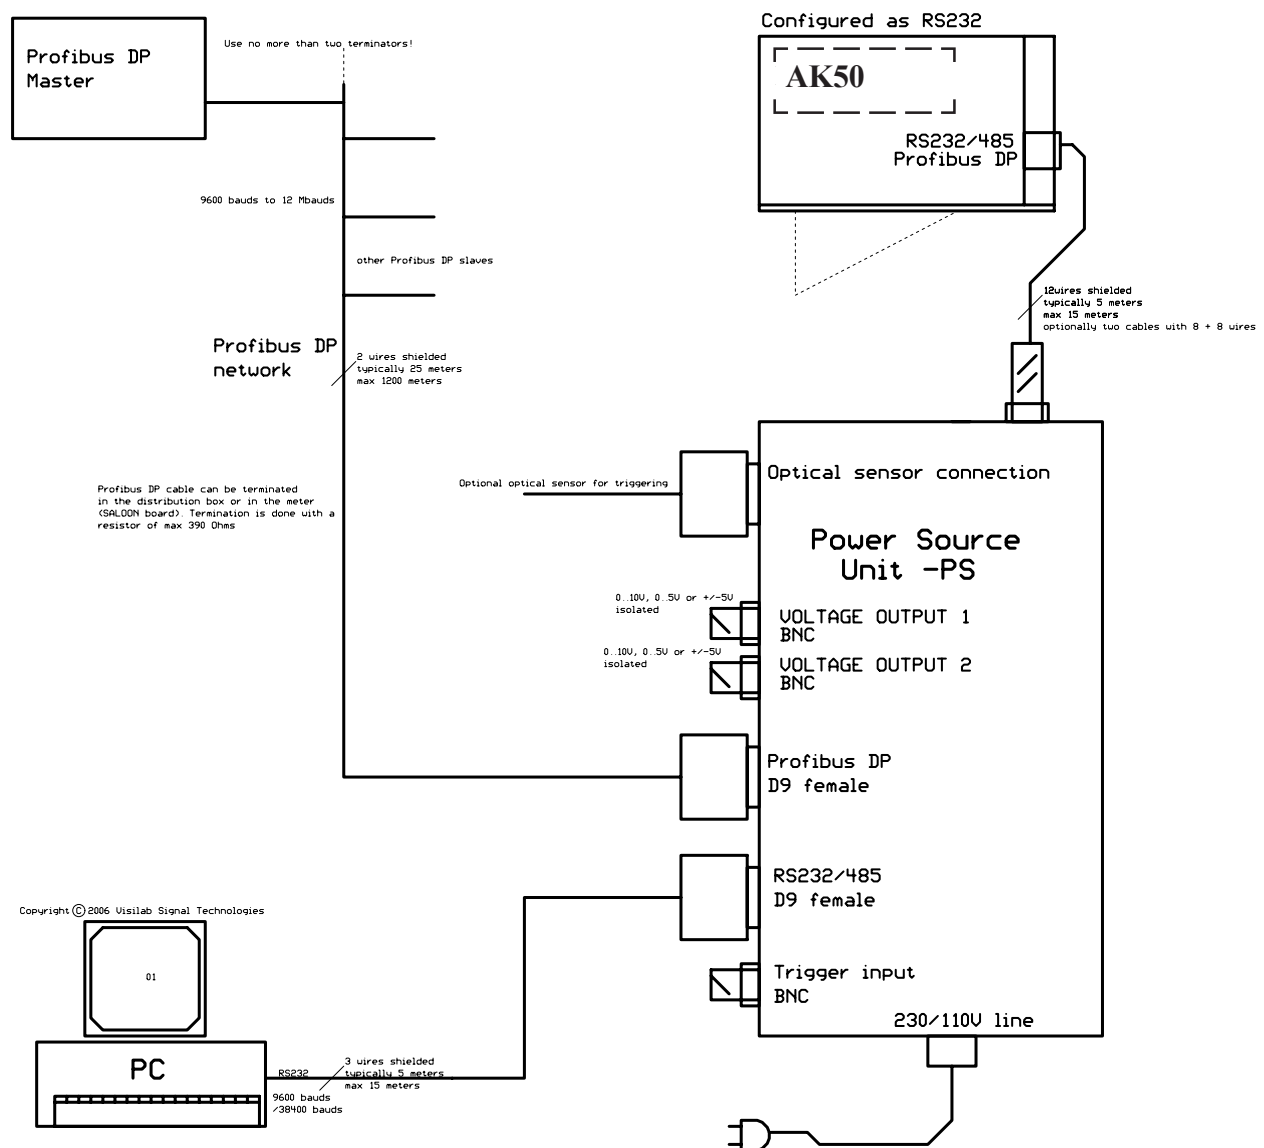 Profibus DP
Master
Use no more than two terminators!
Configured as RS232
AK50
RS232/485
Profibus DP
9600 bauds to 12 Mbauds
other Profibus DP slaves
12wires shielded
typically 5 meters
max 15 meters
optionally two cables with 8 + 8 wires
Profibus DP
network
2 wires shielded
typically 25 meters
max 1200 meters
Optional optical sensor for triggering
Optical sensor connection
Profibus DP cable can be terminated
in the distribution box or in the meter
(SALOON board). Termination is done with a
resistor of max 390 Ohms
Power Source
Unit -PS
0..10V, 0..5V or +/-5V
isolated
VOLTAGE OUTPUT 1
BNC
0..10V, 0..5V or +/-5V
isolated
VOLTAGE OUTPUT 2
BNC
Profibus DP
D9 female
RS232/485
D9 female
Copyright © 2006 Visilab Signal Technologies
01
Trigger input
BNC
230/110V line
PC
RS232
3 wires shielded
typically 5 meters
max 15 meters
9600 bauds
/38400 bauds